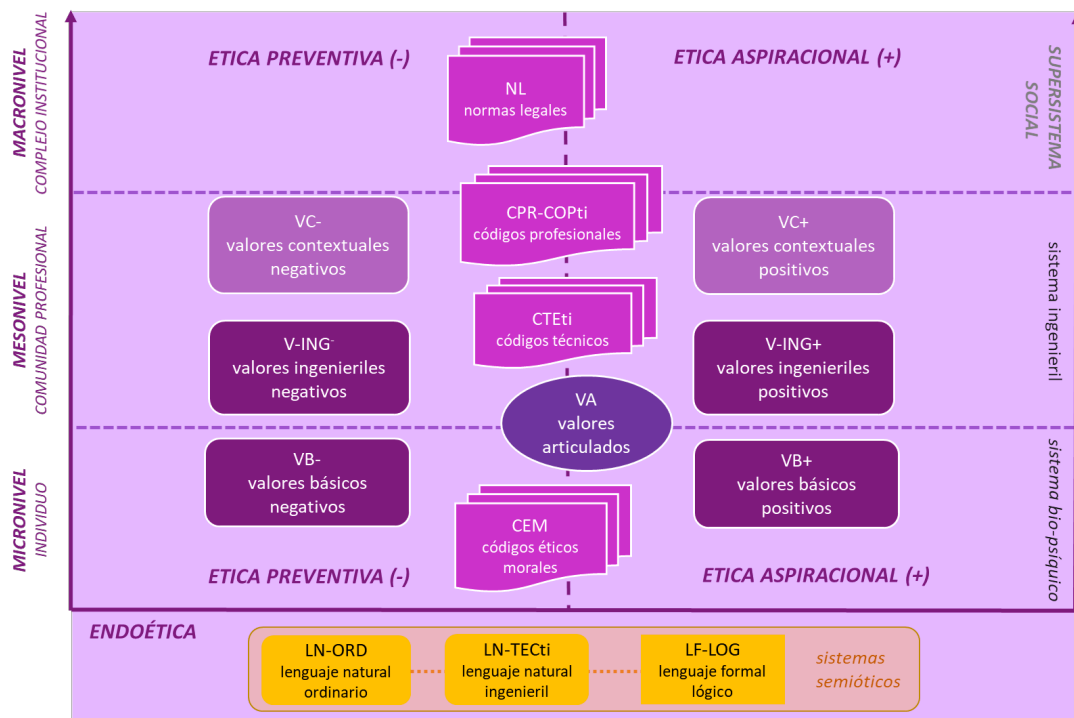 MACRONIVEL
COMPLEJO INSTITUCIONAL
ETICA PREVENTIVA (-)
ETICA ASPIRACIONAL (+)
NL
normas legales
SUPERSISTEMA
SOCIAL
MESONIVEL
COMUNIDAD PROFESIONAL
VC-
valores contextuales
negativos
CPR-COPti
códigos profesionales
VC+
valores contextuales
positivos
CTEti
códigos técnicos
V-ING-
valores ingenieriles
negativos
V-ING+
valores ingenieriles
positivos
sistema ingenieril
VA
valores
articulados
MICRONIVEL
INDIVIDUO
VB-
valores básicos
negativos
VB+
valores básicos
positivos
CEM
códigos éticos
morales
sistema bio-psíquico
ETICA PREVENTIVA (-)
ETICA ASPIRACIONAL (+)
ENDOÉTICA
LN-ORD
lenguaje natural
ordinario
LN-TECti
lenguaje natural
ingenieril
LF-LOG
lenguaje formal
lógico
sistemas
semióticos